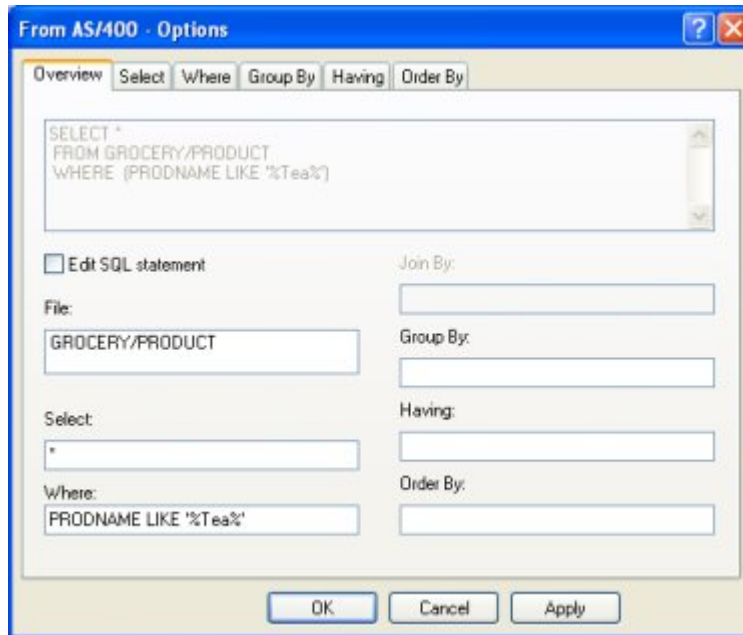 From AS/400 - Options
Overview Select Where Group By Having Order By
SELECT *
FROM GROCERY/PRODUCT
WHERE (PRODNAME LIKE '%Tea%')
Edit SQL statement
File:
GROCERY/PRODUCT
Select:
*
Where:
PRODNAME LIKE '%Tea%'
Join By:
Group By:
Having:
Order By:
OK Cancel Apply